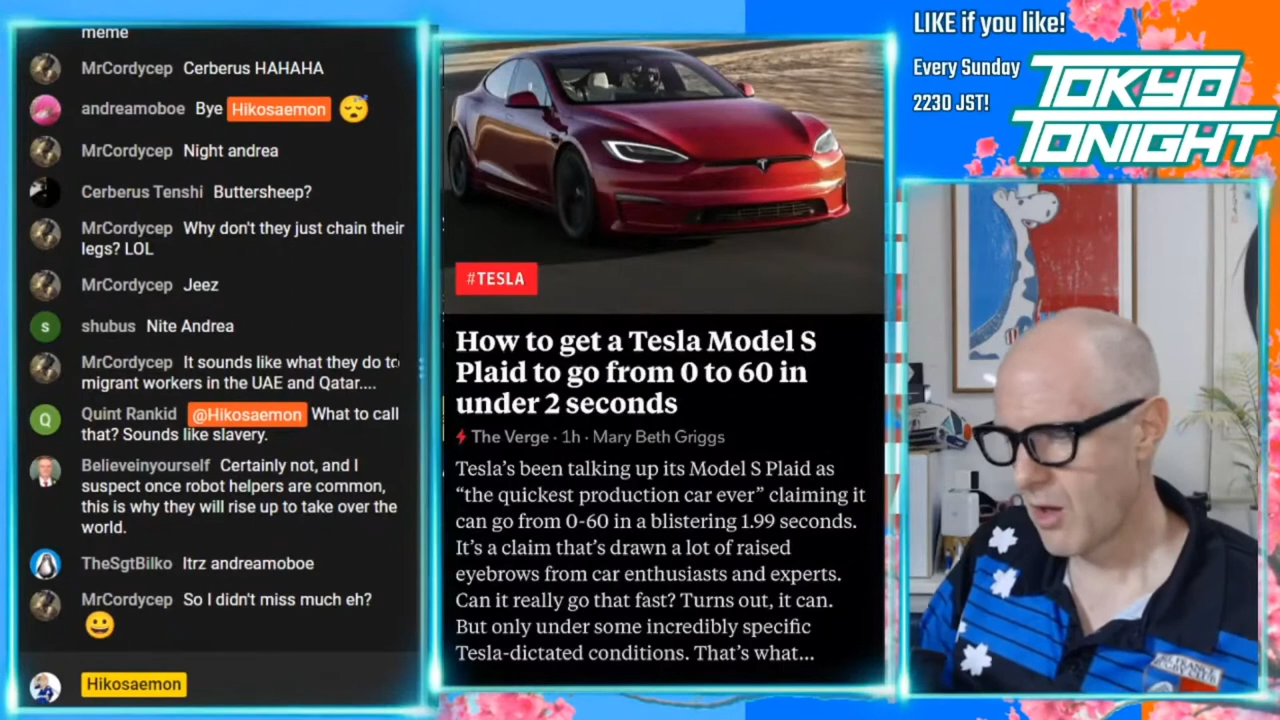 meme
MrCordycep Cerberus HAHAHA
andreamoboe Bye Hikosaemon 😴
MrCordycep Night andrea
Cerberus Tenshi Buttersheep?
MrCordycep Why don't they just chain their
legs? LOL
MrCordycep Jeez
s
shubus Nite Andrea
MrCordycep It sounds like what they do to
migrant workers in the UAE and Qatar....
Q
Quint Rankid @Hikosaemon What to call
that? Sounds like slavery.
Believeinyourself Certainly not, and I
suspect once robot helpers are common,
this is why they will rise up to take over the
world.
TheSgtBilko ltrz andreamoboe
MrCordycep So I didn't miss much eh?
😀
Hikosaemon
#TESLA
How to get a Tesla Model S
Plaid to go from 0 to 60 in
under 2 seconds
The Verge · 1h · Mary Beth Griggs
Tesla’s been talking up its Model S Plaid as
“the quickest production car ever” claiming it
can go from 0-60 in a blistering 1.99 seconds.
It’s a claim that’s drawn a lot of raised
eyebrows from car enthusiasts and experts.
Can it really go that fast? Turns out, it can.
But only under some incredibly specific
Tesla-dictated conditions. That’s what...
LIKE if you like!
Every Sunday
2230 JST!
TOKYO
TONIGHT